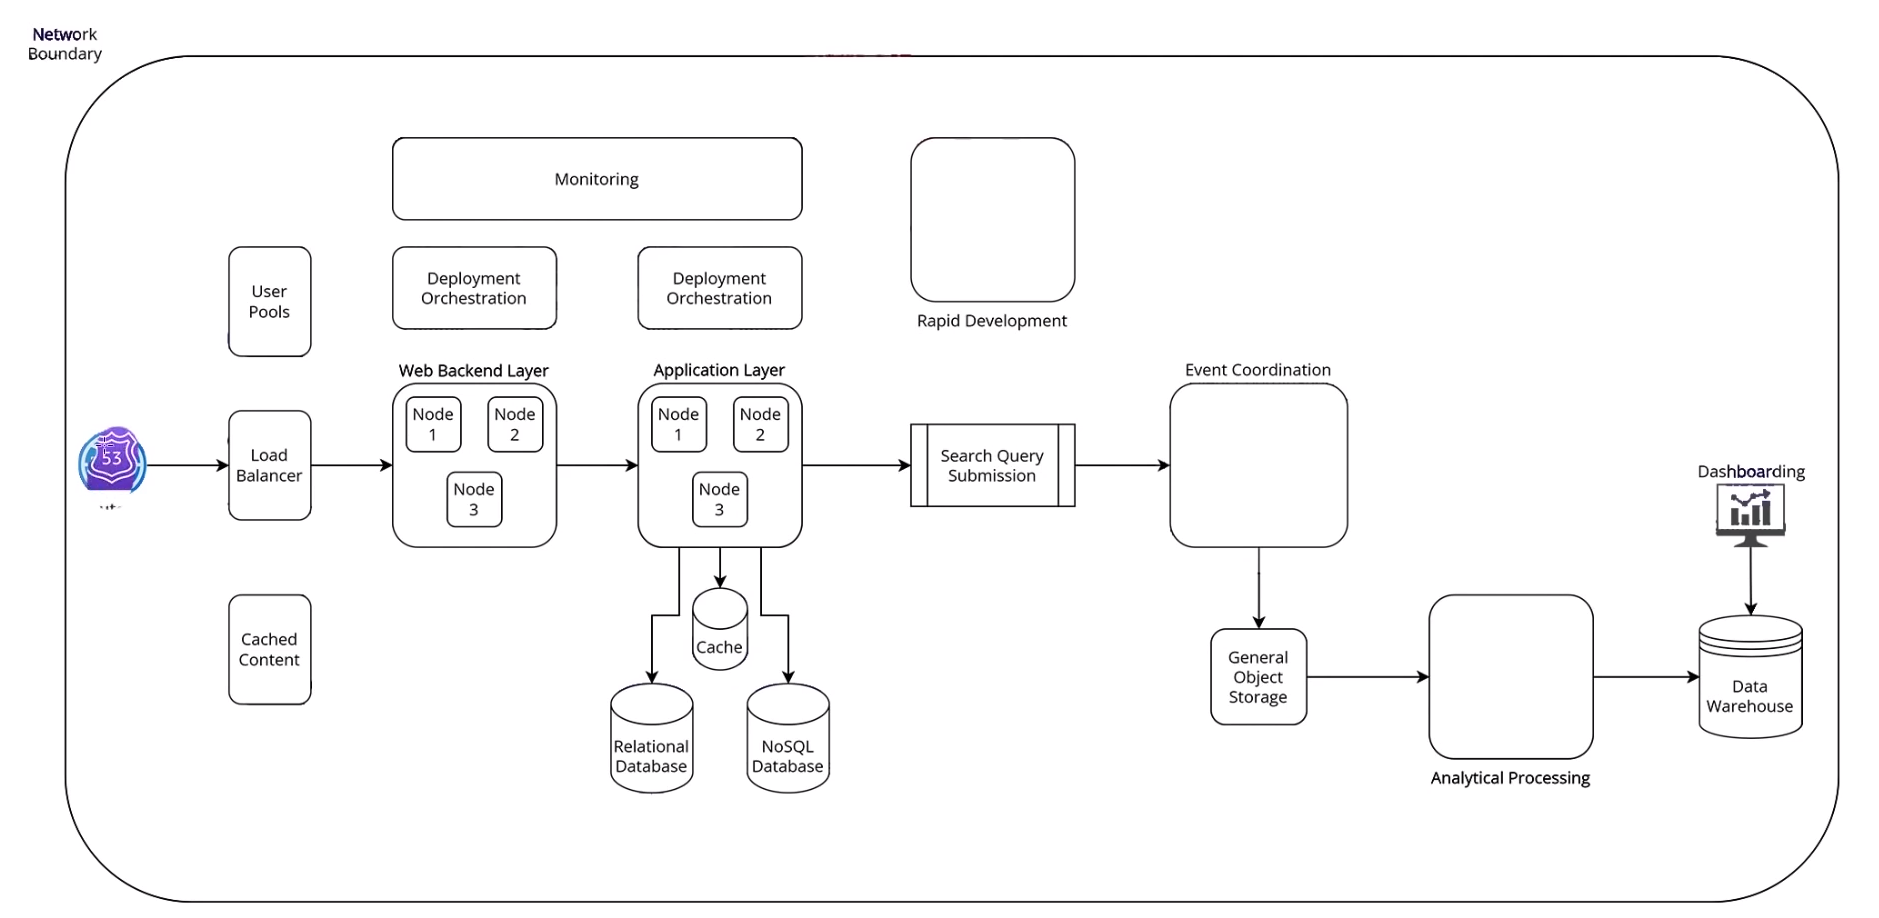 Network
Boundary
Monitoring
User
Pools
Deployment
Orchestration
Deployment
Orchestration
Rapid Development
Web Backend Layer
Application Layer
Event Coordination
Node
1
Node
2
Node
3
Node
1
Node
2
Node
3
53
Load
Balancer
Search Query
Submission
Dashboarding
Cached
Content
Cache
General
Object
Storage
Data
Warehouse
Relational
Database
NoSQL
Database
Analytical Processing